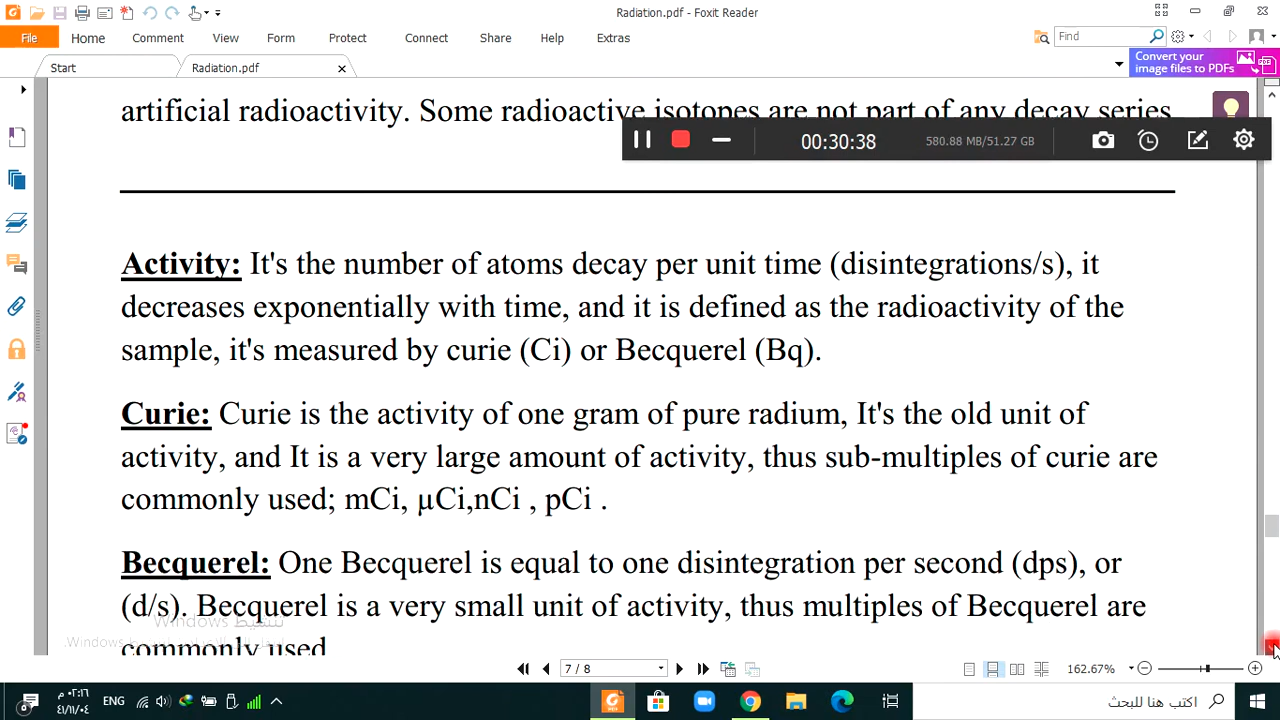 Radiation.pdf - Foxit Reader
File Home Comment View Form Protect Connect Share Help Extras
Find
Start
Radiation.pdf
Convert your
image files to PDFs
PDF
artificial radioactivity. Some radioactive isotopes are not part of any decay series
00:30:38
580.88 MB/51.27 GB
Activity: It's the number of atoms decay per unit time (disintegrations/s), it
decreases exponentially with time, and it is defined as the radioactivity of the
sample, it's measured by curie (Ci) or Becquerel (Bq).
Curie: Curie is the activity of one gram of pure radium, It's the old unit of
activity, and It is a very large amount of activity, thus sub-multiples of curie are
commonly used; mCi, µCi,nCi , pCi .
Becquerel: One Becquerel is equal to one disintegration per second (dps), or
(d/s). Becquerel is a very small unit of activity, thus multiples of Becquerel are
commonly used
تنشيط Windows
7 / 8
162.67%
ENG
اكتب هنا للبحث